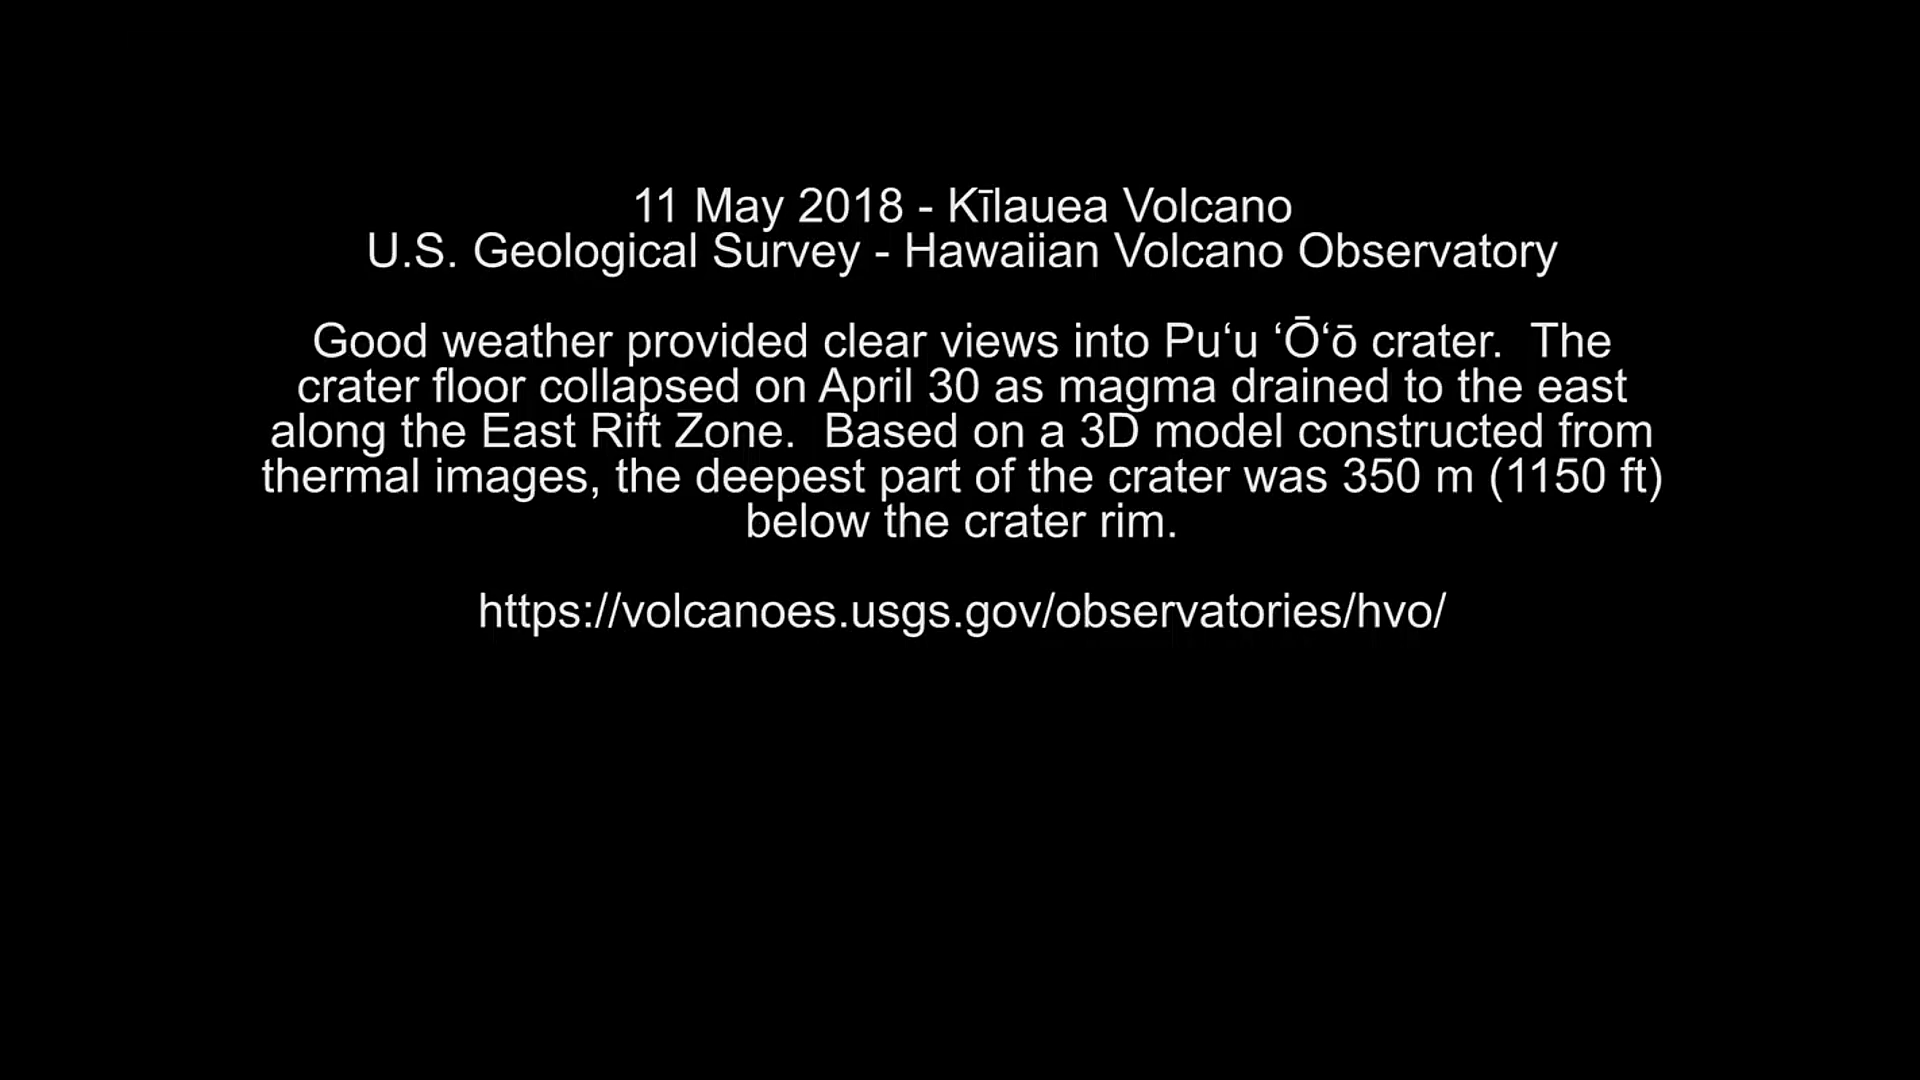 11 May 2018 - Kīlauea Volcano
U.S. Geological Survey - Hawaiian Volcano Observatory
Good weather provided clear views into Pu‘u ‘Ō‘ō crater.  The
crater floor collapsed on April 30 as magma drained to the east
along the East Rift Zone.  Based on a 3D model constructed from
thermal images, the deepest part of the crater was 350 m (1150 ft)
below the crater rim.
https://volcanoes.usgs.gov/observatories/hvo/